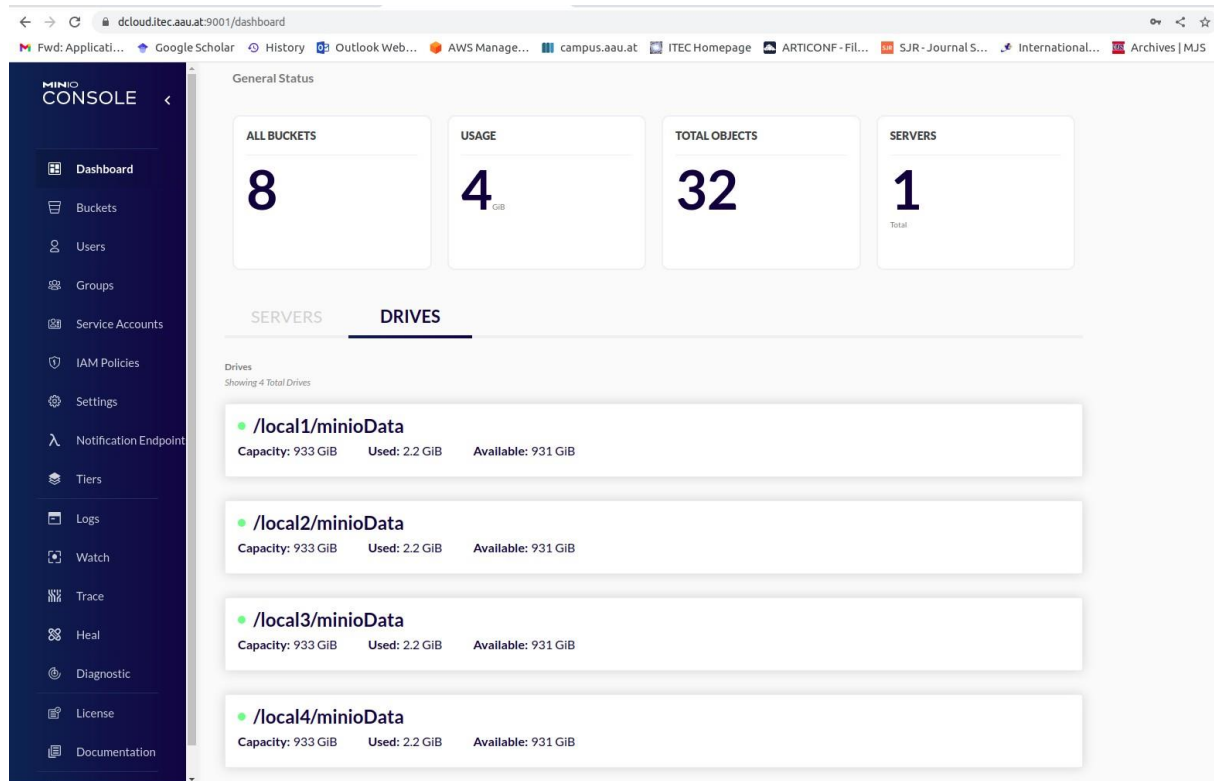 dcloud.itec.aau.at:9001/dashboard
Fwd: Applicati... Google Scholar History Outlook Web... AWS Manage... campus.aau.at ITEC Homepage ARTICONF - Fil... SJR - Journal S... International... Archives | MJS
MINIO
CONSOLE
Dashboard
Buckets
Users
Groups
Service Accounts
IAM Policies
Settings
Notification Endpoint
Tiers
Logs
Watch
Trace
Heal
Diagnostic
License
Documentation
General Status
ALL BUCKETS
8
USAGE
4 GiB
TOTAL OBJECTS
32
SERVERS
1
Total
SERVERS DRIVES
Drives
Showing 4 Total Drives
/local1/minioData
Capacity: 933 GiB Used: 2.2 GiB Available: 931 GiB
/local2/minioData
Capacity: 933 GiB Used: 2.2 GiB Available: 931 GiB
/local3/minioData
Capacity: 933 GiB Used: 2.2 GiB Available: 931 GiB
/local4/minioData
Capacity: 933 GiB Used: 2.2 GiB Available: 931 GiB